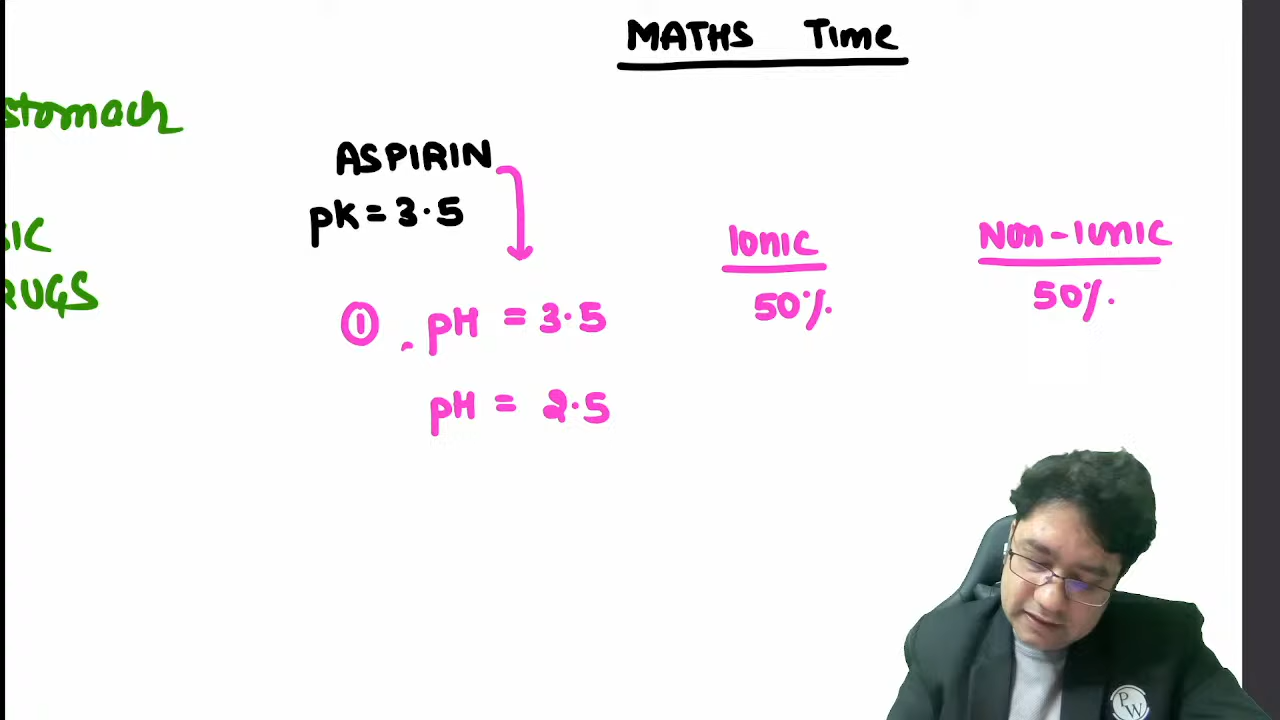 MATHS Time
stomach
ASPIRIN
pK = 3.5
IC
RUGS
Ionic
Non-Ionic
50%.
50%.
① pH = 3.5
pH = 2.5
PW